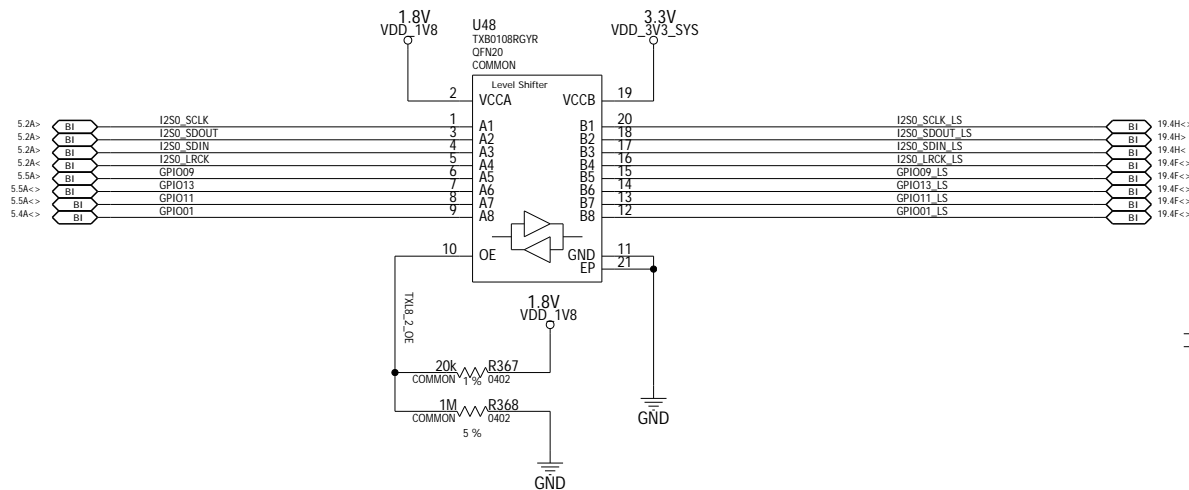 1.8V
VDD_1V8
U48
TXB0108RGYR
QFN20
COMMON
3.3V
VDD_3V3_SYS
Level Shifter
2 VCCA VCCB 19
5.2A> BI I2S0_SCLK 1 A1 B1 20 I2S0_SCLK_LS BI 19.4H<>
5.2A> BI I2S0_SDOUT 3 A2 B2 18 I2S0_SDOUT_LS BI 19.4H>
5.2A> BI I2S0_SDIN 4 A3 B3 17 I2S0_SDIN_LS BI 19.4H<
5.2A< BI I2S0_LRCK 5 A4 B4 16 I2S0_LRCK_LS BI 19.4F<>
5.5A> BI GPIO09 6 A5 B5 15 GPIO09_LS BI 19.4F<>
5.5A<> BI GPIO13 7 A6 B6 14 GPIO13_LS BI 19.4F<>
5.5A<> BI GPIO11 8 A7 B7 13 GPIO11_LS BI 19.4F<>
5.4A<> BI GPIO01 9 A8 B8 12 GPIO01_LS BI 19.4F<>
10 OE GND 11
EP 21
TXL8_2_OE
1.8V
VDD_1V8
20k R367
COMMON 1 % 0402
1M R368
COMMON 0402
5 %
GND
GND